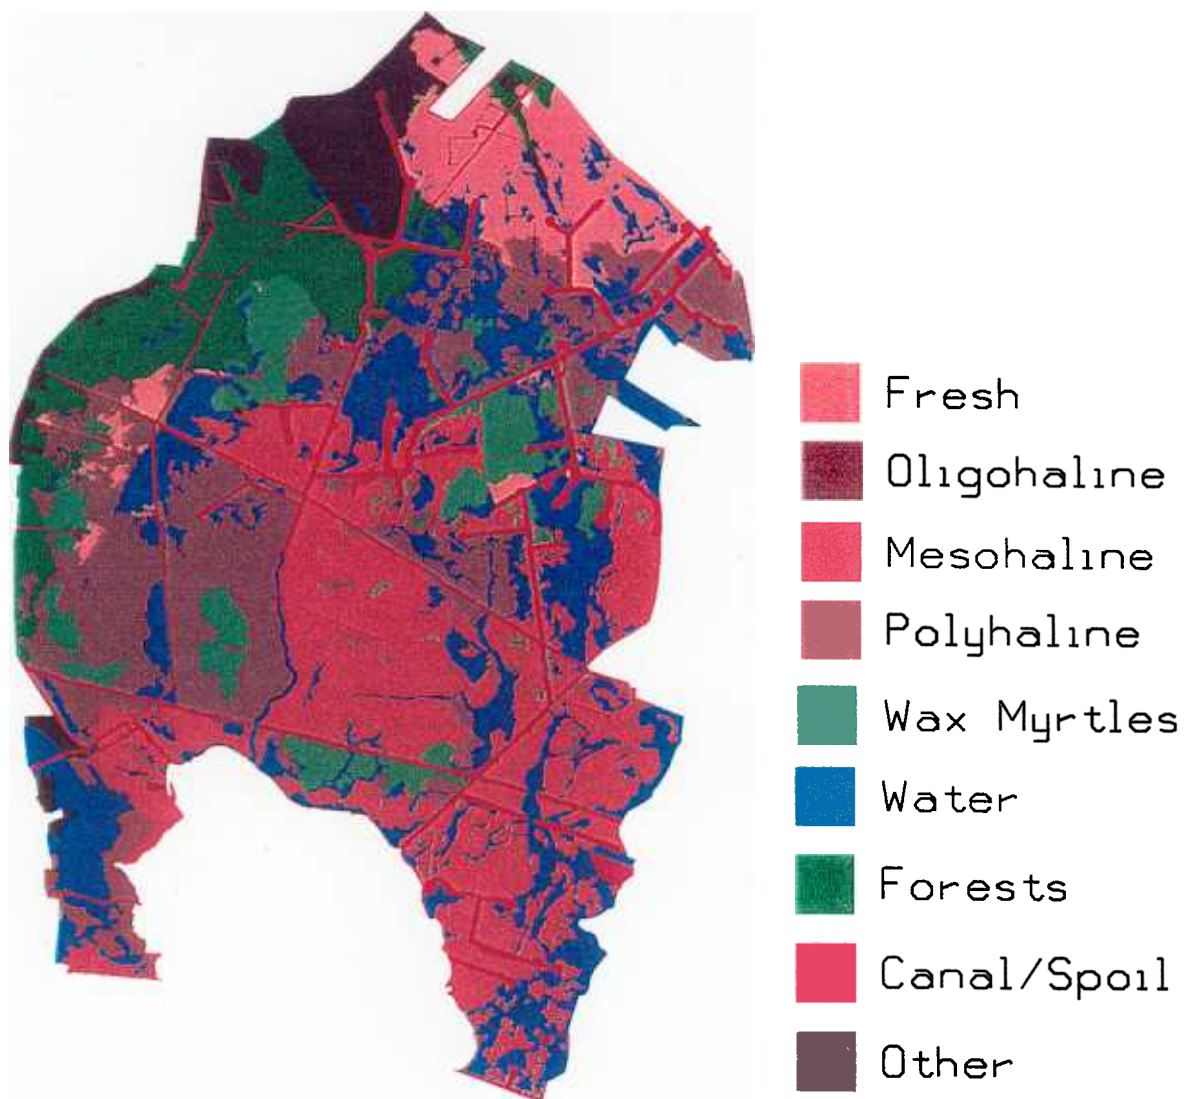 Fresh
Oligohaline
Mesohaline
Polyhaline
Wax Myrtles
Water
Forests
Canal/Spoil
Other